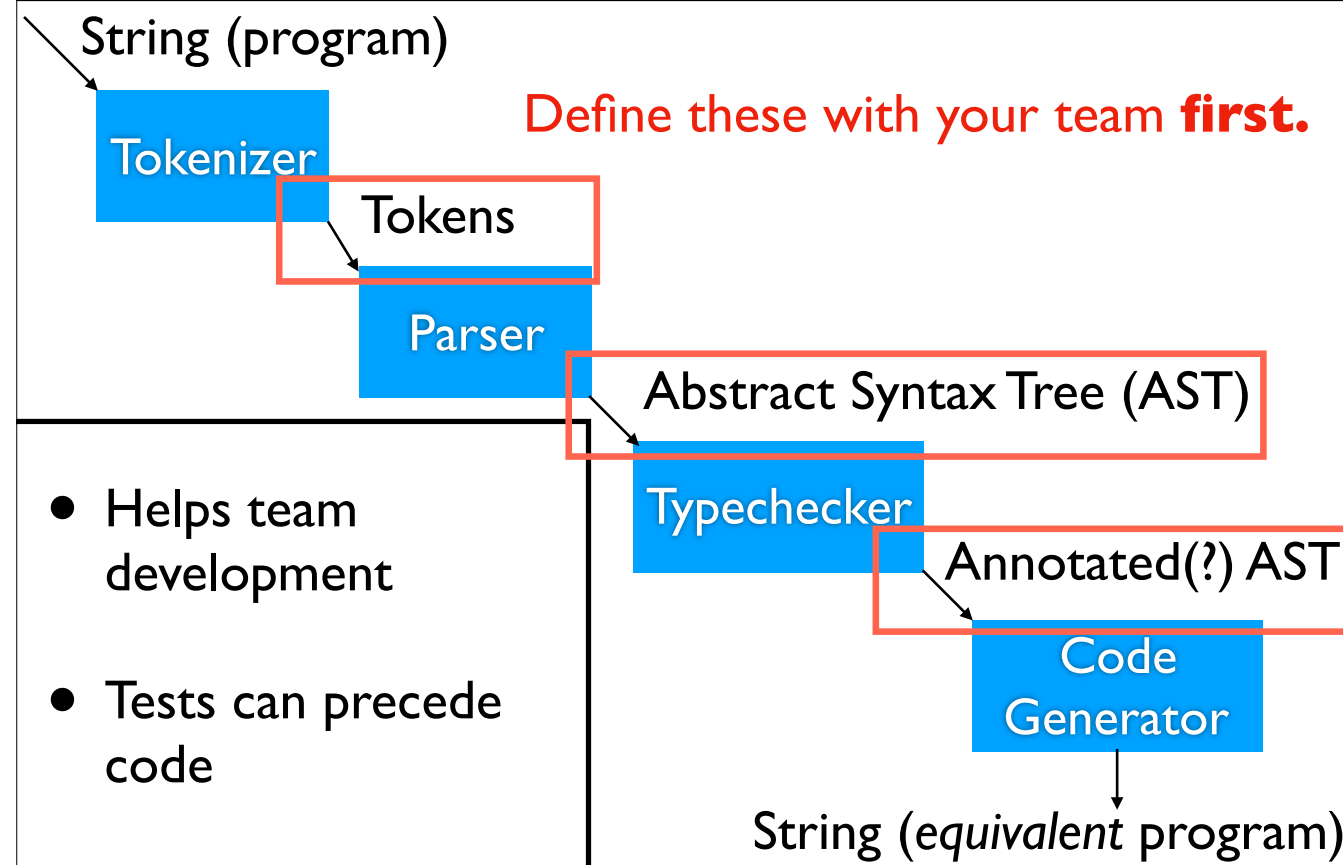 String (program)
Define these with your team first.
Tokenizer
Tokens
Parser
Abstract Syntax Tree (AST)
Typechecker
Annotated(?) AST
Code
Generator
String (equivalent program)
• Helps team
development
• Tests can precede
code